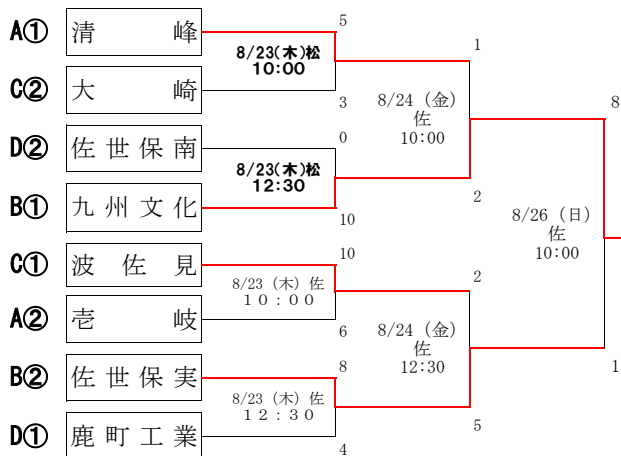 A① 清峰
C② 大崎
D② 佐世保南
B① 九州文化
C① 波佐見
A② 壱岐
B② 佐世保実
D① 鹿町工業
5
8/23(木)松
10:00
3
0
8/23(木)松
12:30
10
10
8/23（木）佐
１０：００
6
8
8/23（木）佐
１２：３０
4
1
8/24（金）
佐
10:00
2
2
8/24（金）
佐
12:30
5
8
8/26（日）
佐
10:00
1